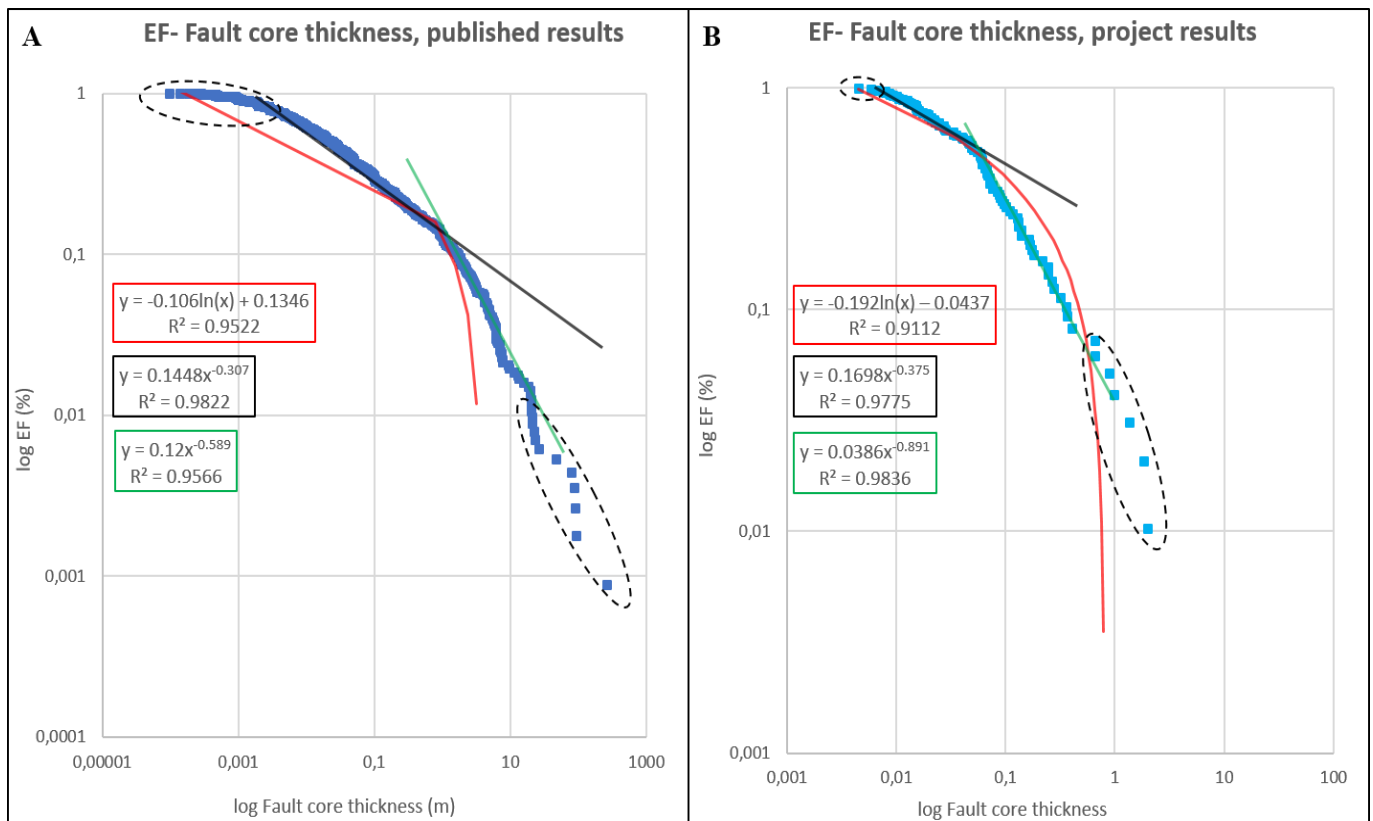 A
EF- Fault core thickness, published results
1
0,1
0,01
0,001
0,0001
0,00001
0,001
0,1
10
1000
log EF (%)
log Fault core thickness (m)
y = -0.106ln(x) + 0.1346
R² = 0.9522
y = 0.1448x^-0.307
R² = 0.9822
y = 0.12x^-0.589
R² = 0.9566
B
EF- Fault core thickness, project results
1
0,1
0,01
0,001
0,001
0,01
0,1
1
10
100
log EF (%)
log Fault core thickness
y = -0.192ln(x) – 0.0437
R² = 0.9112
y = 0.1698x^-0.375
R² = 0.9775
y = 0.0386x^-0.891
R² = 0.9836